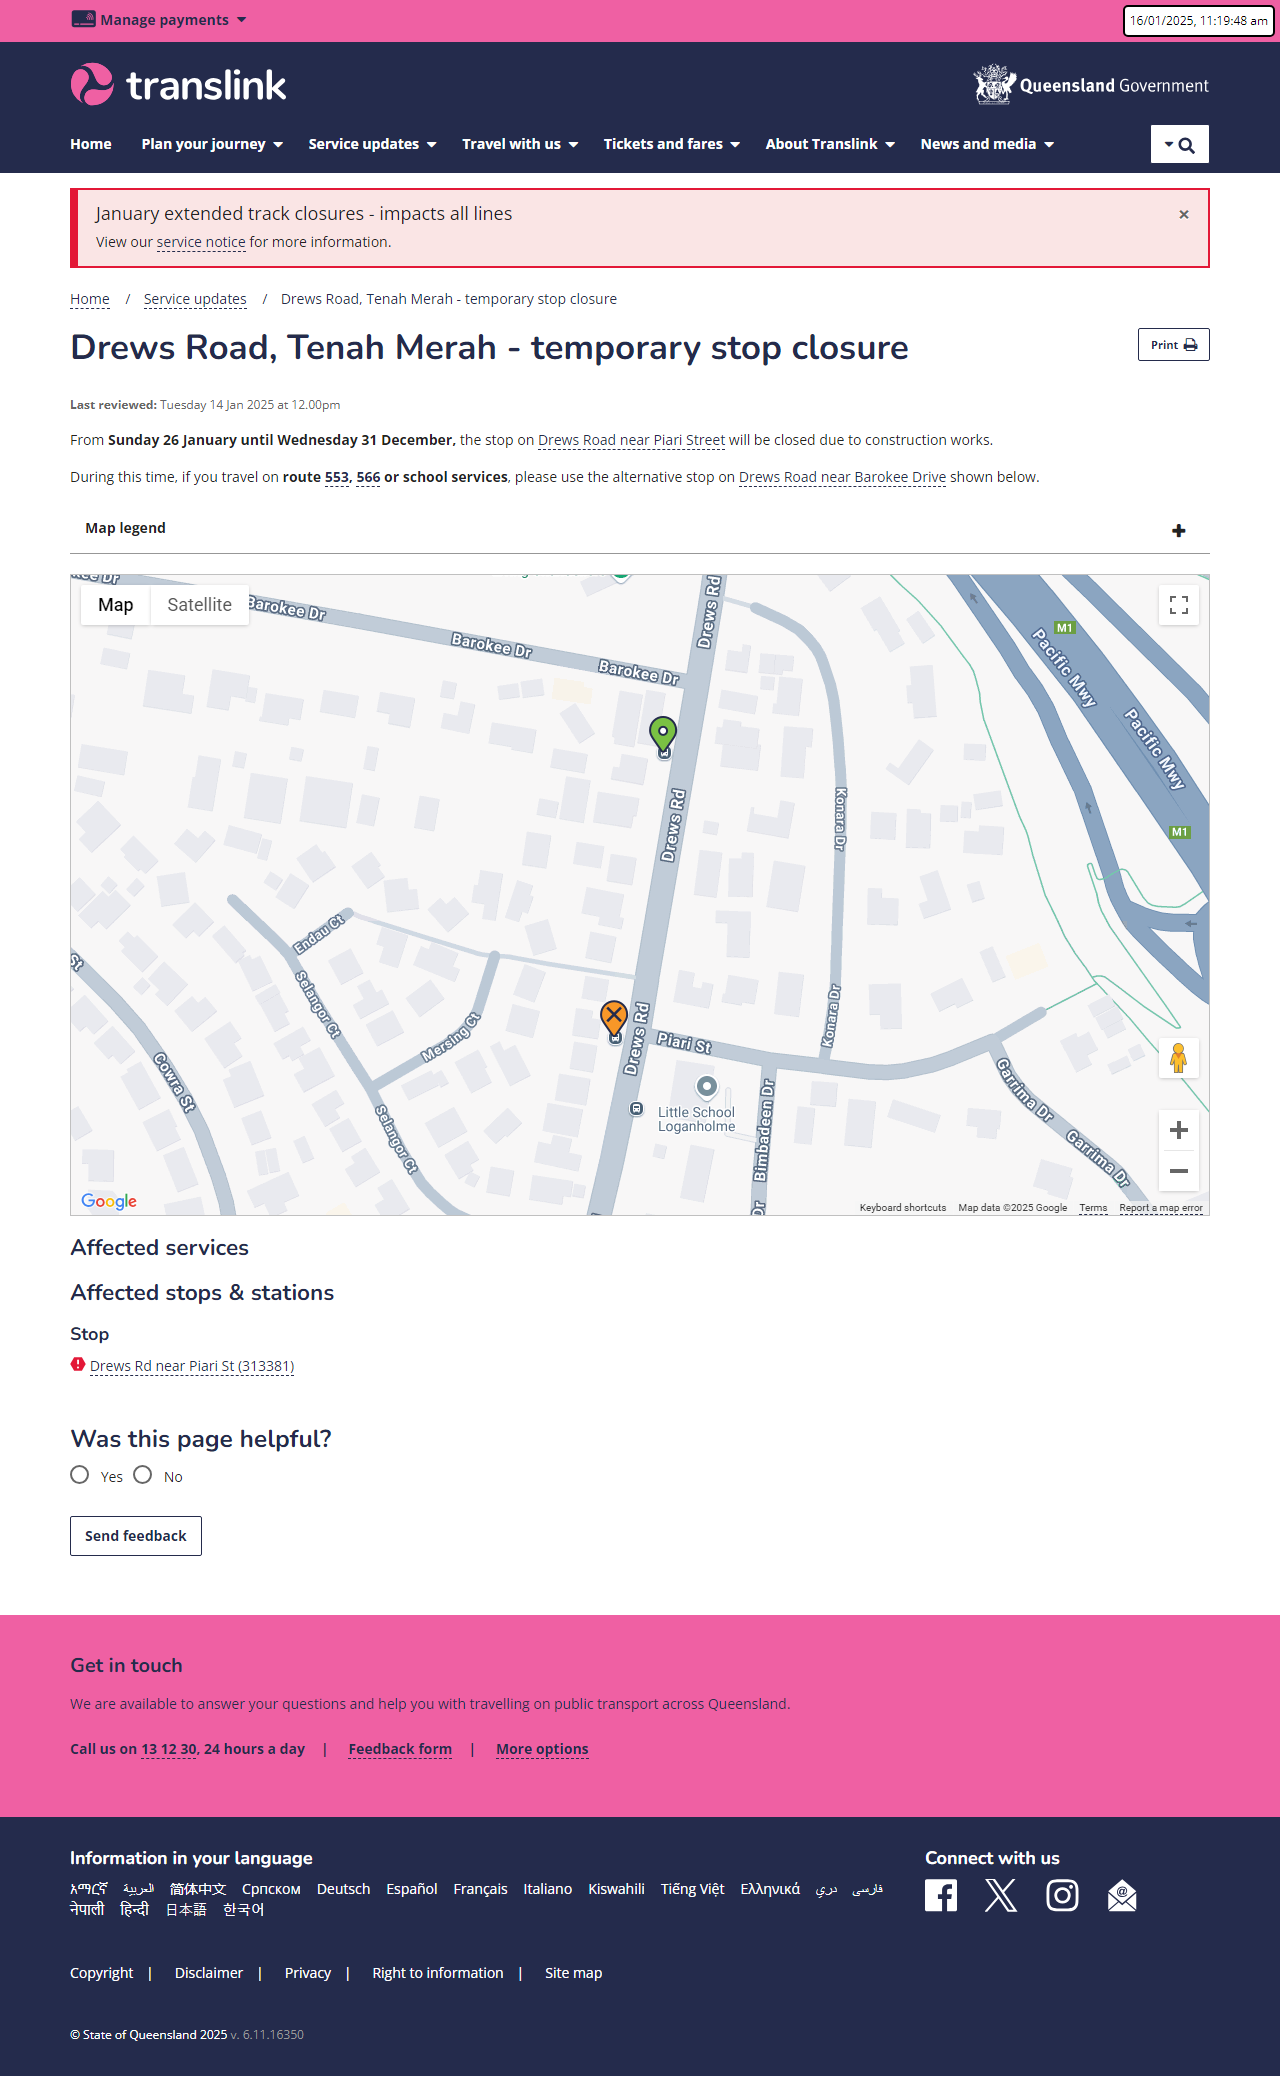 Manage payments
16/01/2025, 11:19:48 am
translink
Queensland Government
Home Plan your journey Service updates Travel with us Tickets and fares About Translink News and media
January extended track closures - impacts all lines
×
View our service notice for more information.
Home / Service updates / Drews Road, Tenah Merah - temporary stop closure
Drews Road, Tenah Merah - temporary stop closure
Print
Last reviewed: Tuesday 14 Jan 2025 at 12.00pm
From Sunday 26 January until Wednesday 31 December, the stop on Drews Road near Piari Street will be closed due to construction works.
During this time, if you travel on route 553, 566 or school services, please use the alternative stop on Drews Road near Barokee Drive shown below.
Map legend
Map Satellite
Barokee Dr
Barokee Dr
Barokee Dr
Drews Rd
M1
Pacific Mwy
Pacific Mwy
M1
Drews Rd
Konara Dr
Endau Ct
Selangor Ct
Mersing Ct
Konara Dr
Drews Rd
Piari St
Cowra St
Selangor Ct
Little School
Loganholme
Bimbadeen Dr
Garrima Dr
Garrima Dr
Google
Keyboard shortcuts Map data ©2025 Google Terms Report a map error
Affected services
Affected stops & stations
Stop
Drews Rd near Piari St (313381)
Was this page helpful?
Yes No
Send feedback
Get in touch
We are available to answer your questions and help you with travelling on public transport across Queensland.
Call us on 13 12 30, 24 hours a day | Feedback form | More options
Information in your language
አማርኛ العربية 简体中文 Српском Deutsch Español Français Italiano Kiswahili Tiếng Việt Ελληνικά دري فارسی
नेपाली हिन्दी 日本語 한국어
Connect with us
Copyright | Disclaimer | Privacy | Right to information | Site map
© State of Queensland 2025 v. 6.11.16350